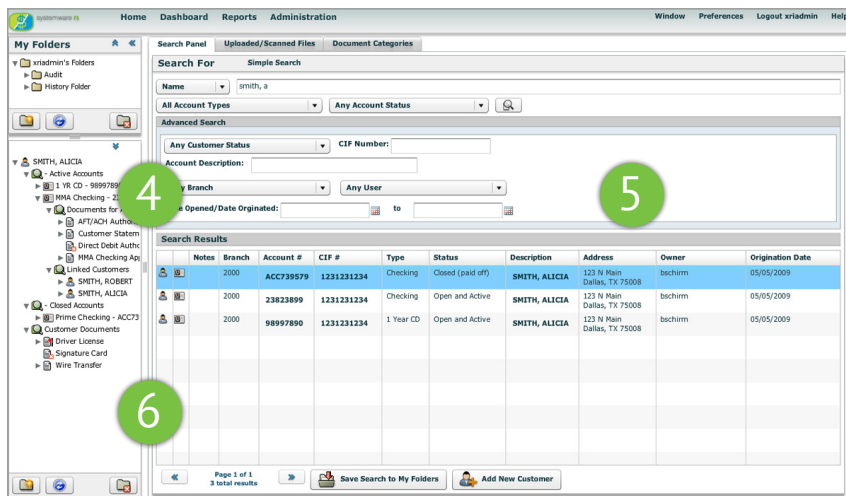 systemware
Home Dashboard Reports Administration
Window Preferences Logout xriadmin Help
My Folders
xriadmin's Folders
Audit
History Folder
SMITH, ALICIA
- Active Accounts
1 YR CD - 9899789
MMA Checking - 2
Documents for
AFT/ACH Autho
Customer Statem
Direct Debit Authc
MMA Checking Ap
Linked Customers
SMITH, ROBERT
SMITH, ALICIA
- Closed Accounts
Prime Checking - ACC73
Customer Documents
Driver License
Signature Card
Wire Transfer
4
6
Search Panel Uploaded/Scanned Files Document Categories
Search For Simple Search
Name smith, a
All Account Types Any Account Status
Advanced Search
Any Customer Status CIF Number:
Account Description:
Branch Any User
Opened/Date Orginated: to
5
Search Results
Notes Branch Account # CIF # Type Status Description Address Owner Origination Date
2000 ACC739579 1231231234 Checking Closed (paid off) SMITH, ALICIA 123 N Main Dallas, TX 75008 bschirm 05/05/2009
2000 23823899 1231231234 Checking Open and Active SMITH, ALICIA 123 N Main Dallas, TX 75008 bschirm 05/05/2009
2000 98997890 1231231234 1 Year CD Open and Active SMITH, ALICIA 123 N Main Dallas, TX 75008 bschirm 05/05/2009
Page 1 of 1
3 total results
Save Search to My Folders Add New Customer